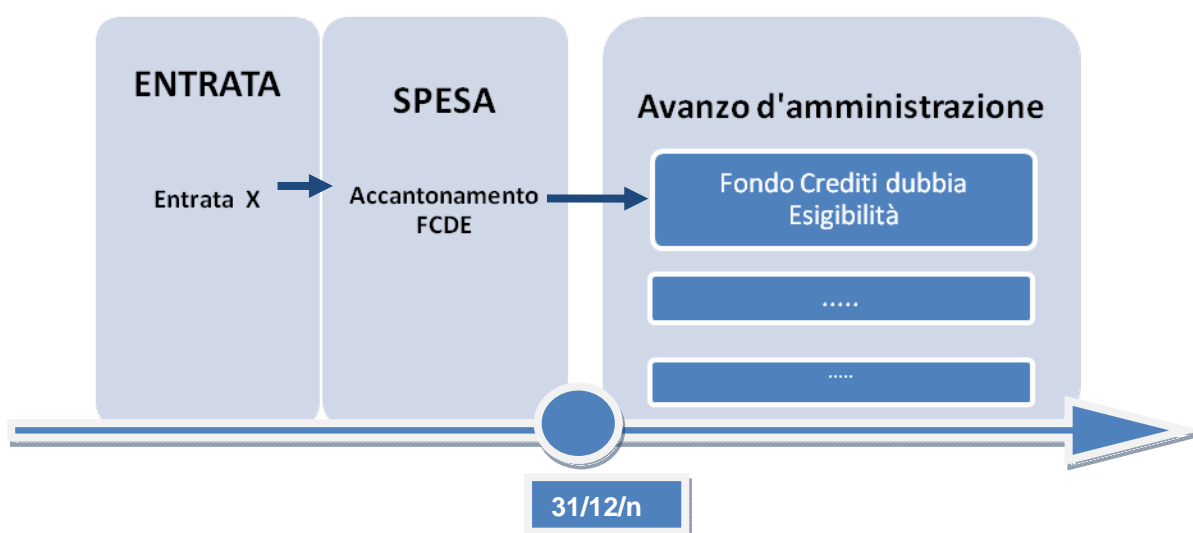 ENTRATA
Entrata X
SPESA
Accantonamento
FCDE
Avanzo d'amministrazione
Fondo Crediti dubbia
Esigibilità
.....
.....
31/12/n